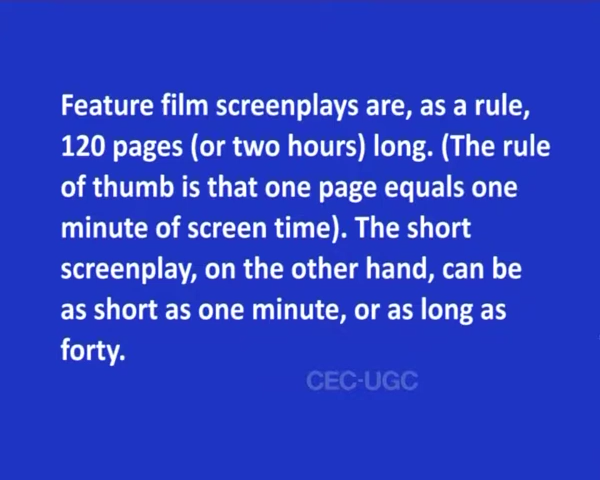 Feature film screenplays are, as a rule,
120 pages (or two hours) long. (The rule
of thumb is that one page equals one
minute of screen time). The short
screenplay, on the other hand, can be
as short as one minute, or as long as
forty.
CEC-UGC